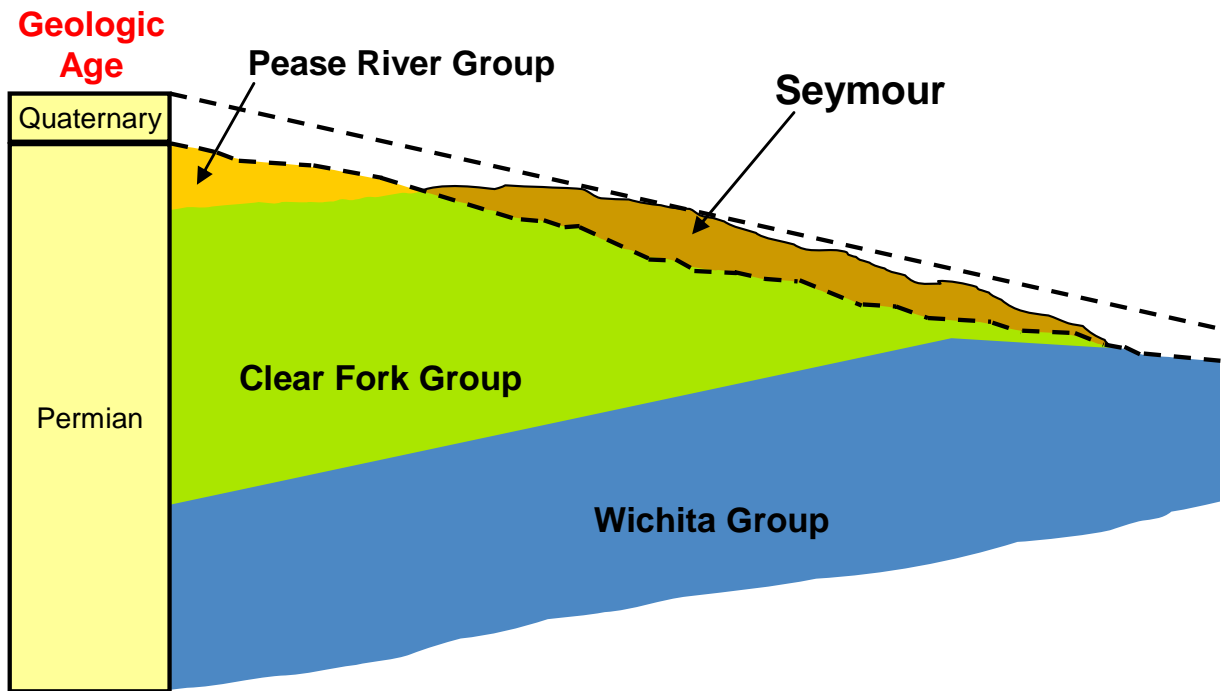 Geologic
Age
Pease River Group
Seymour
Quaternary
Clear Fork Group
Permian
Wichita Group